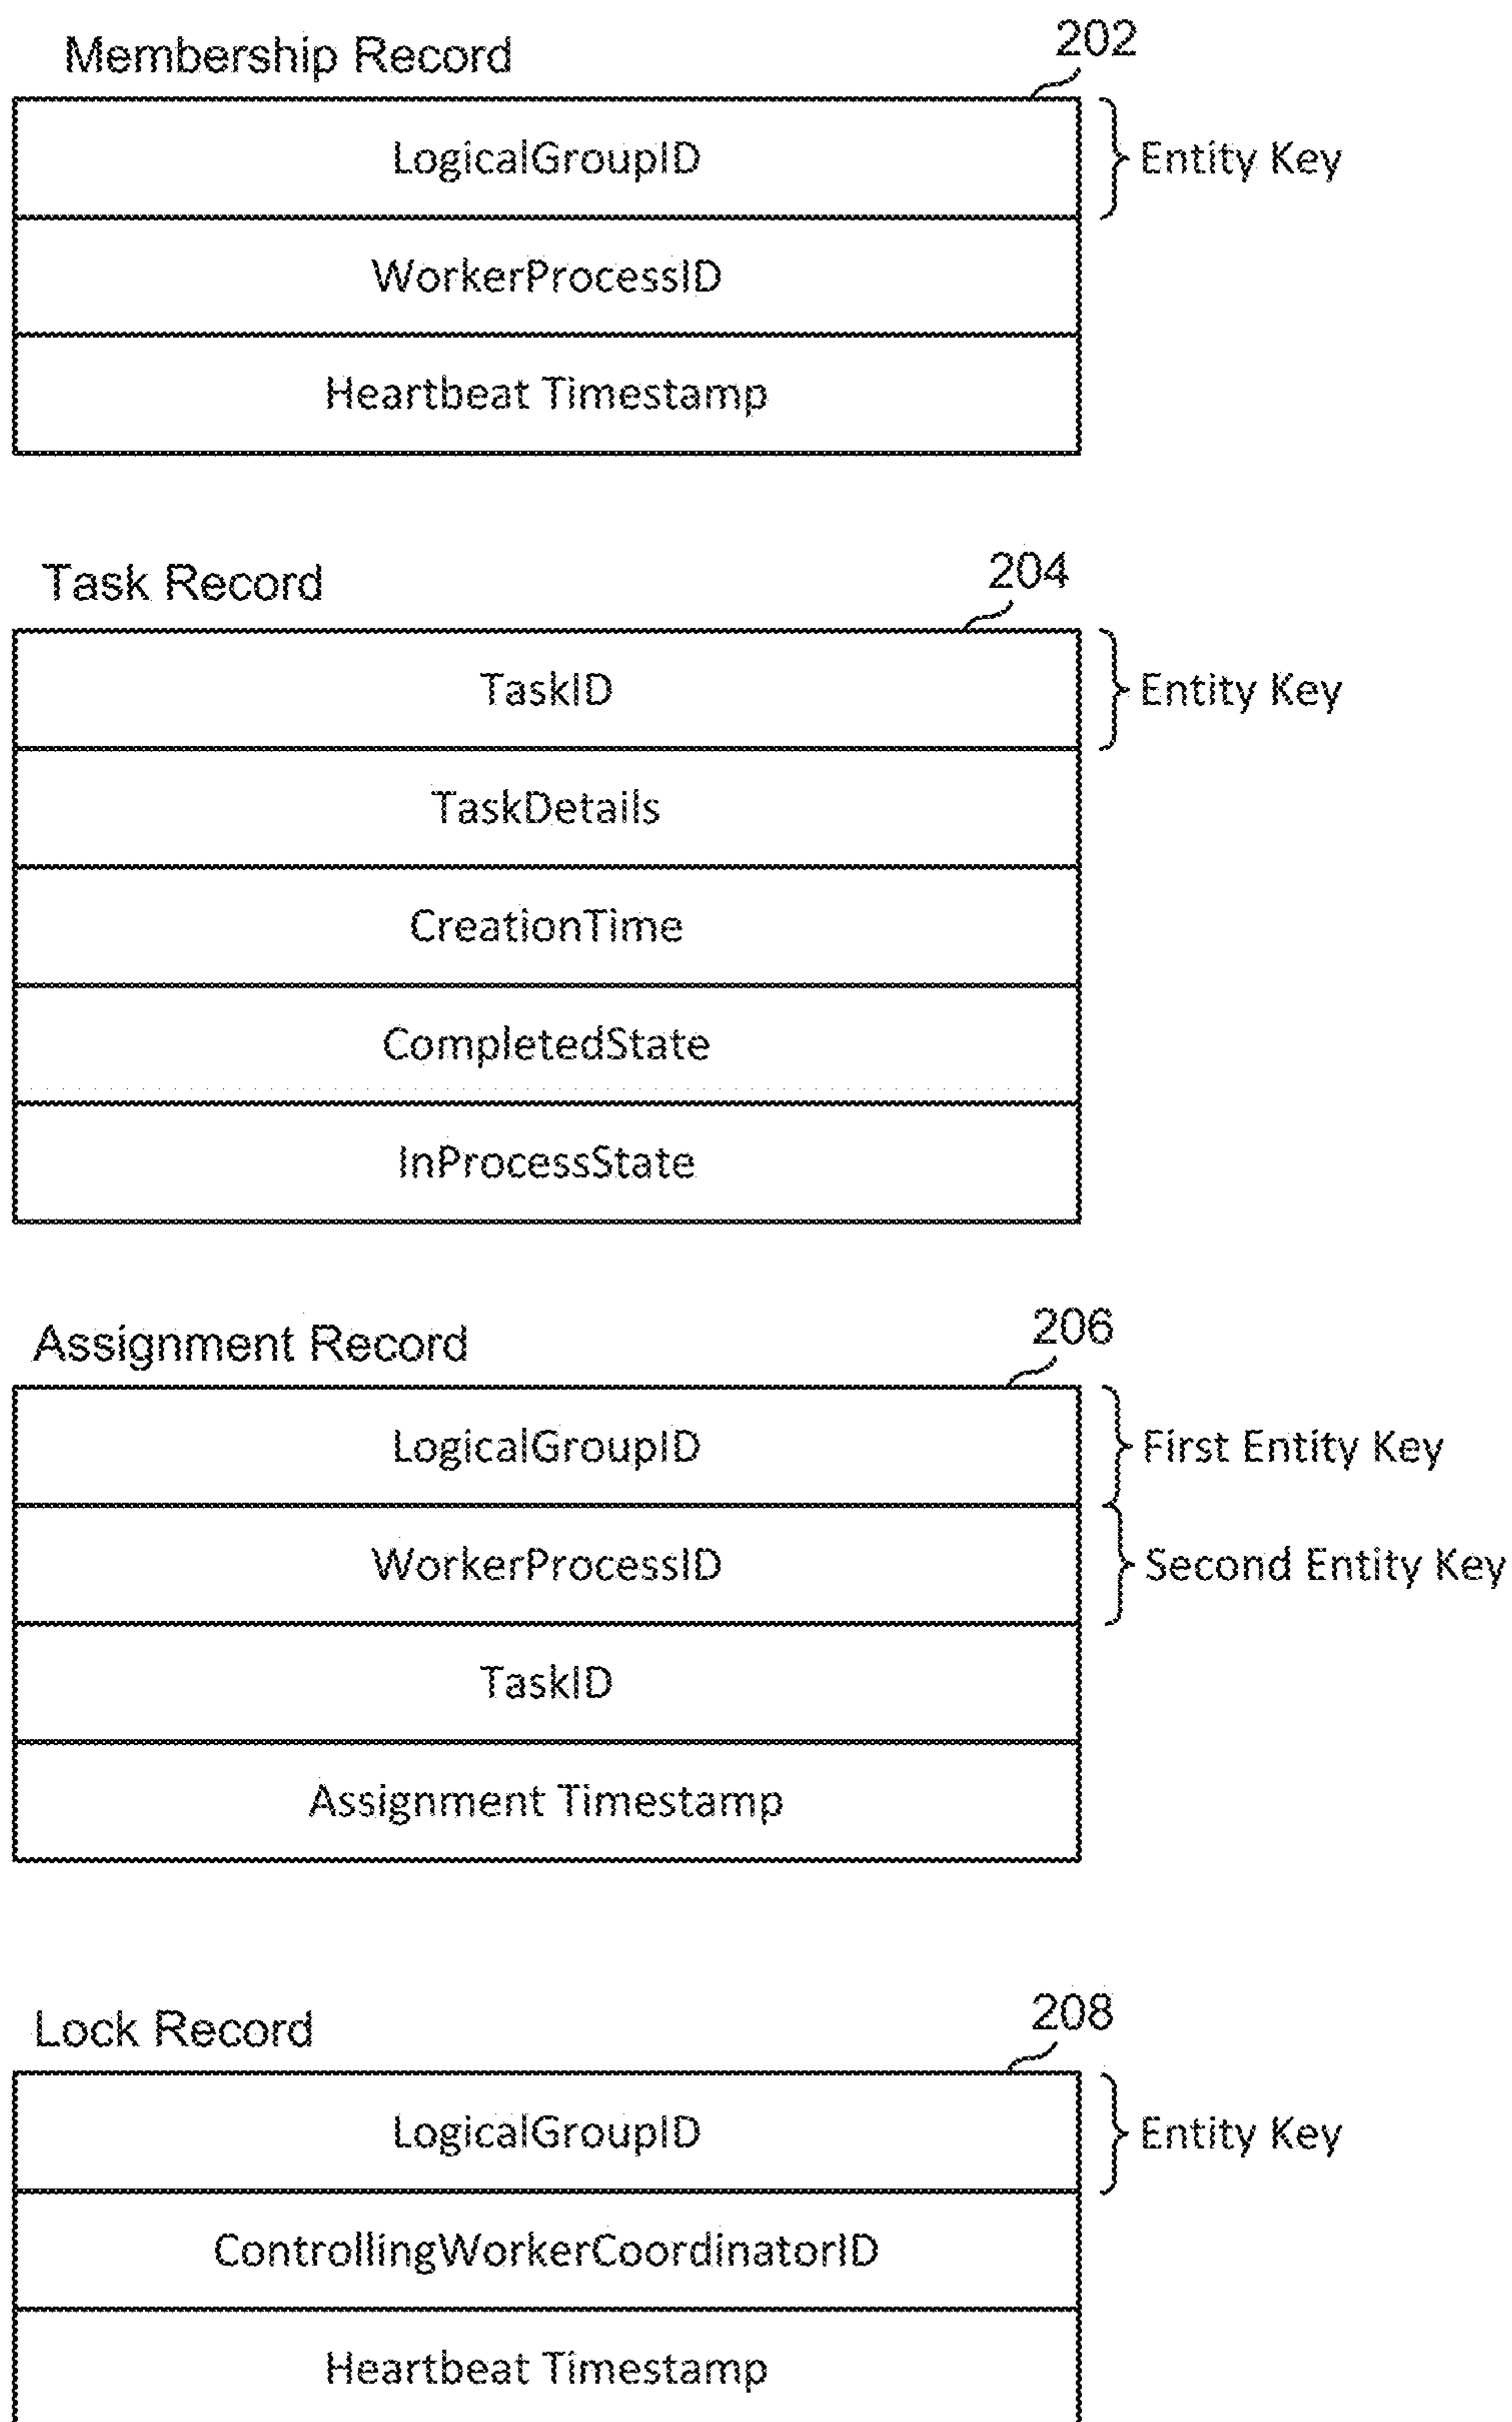 Membership Record
202
LogicalGroupID
Entity Key
WorkerProcessID
Heartbeat Timestamp
Task Record
204
TaskID
Entity Key
TaskDetails
CreationTime
CompletedState
InProcessState
Assignment Record
206
LogicalGroupID
First Entity Key
WorkerProcessID
Second Entity Key
TaskID
Assignment Timestamp
Lock Record
208
LogicalGroupID
Entity Key
ControllingWorkerCoordinatorID
Heartbeat Timestamp